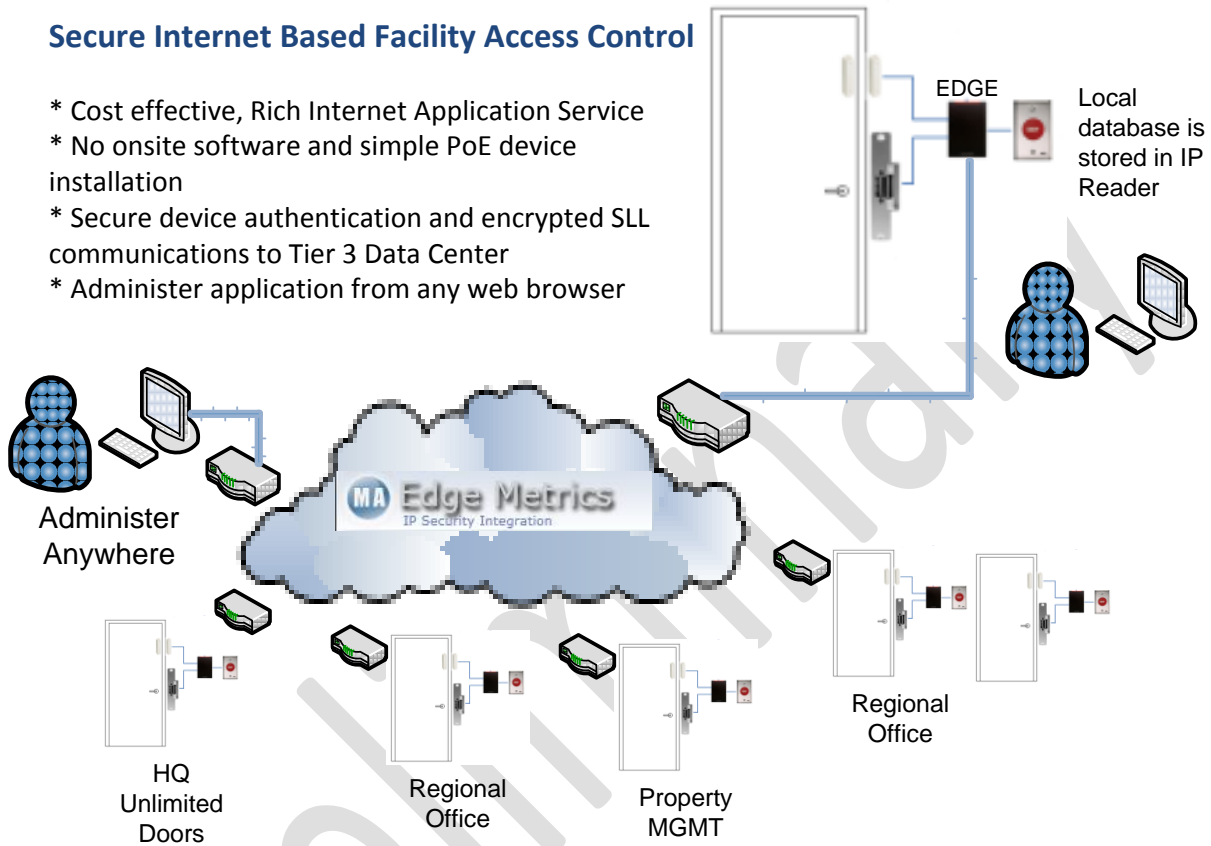 Secure Internet Based Facility Access Control
* Cost effective, Rich Internet Application Service
* No onsite software and simple PoE device
installation
* Secure device authentication and encrypted SLL
communications to Tier 3 Data Center
* Administer application from any web browser
EDGE
Local
database is
stored in IP
Reader
Administer
Anywhere
MA Edge Metrics
IP Security Integration
HQ
Unlimited
Doors
Regional
Office
Property
MGMT
Regional
Office